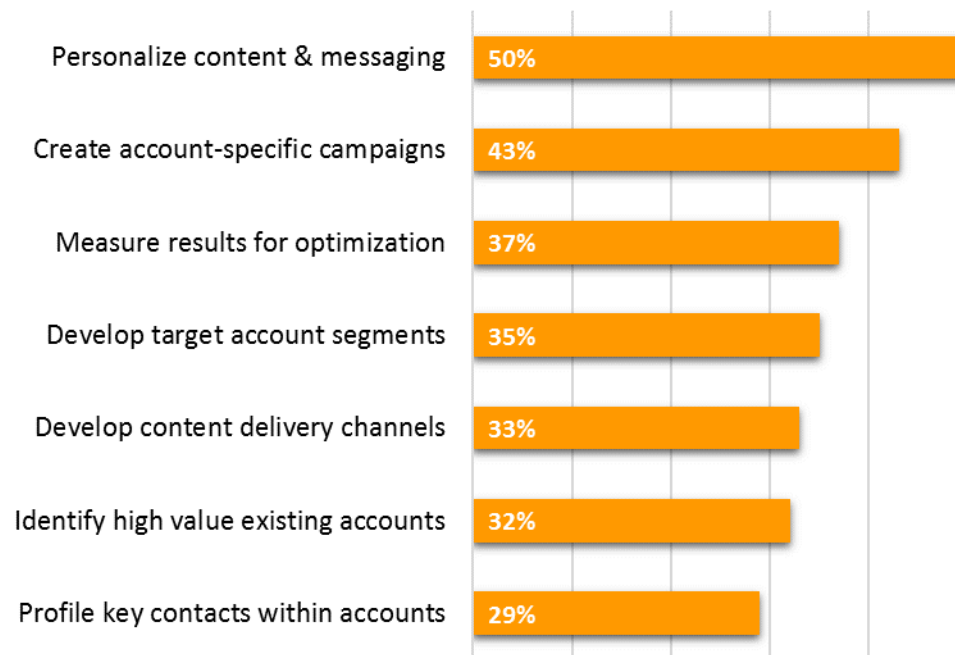 Personalize content & messaging 50%
Create account-specific campaigns 43%
Measure results for optimization 37%
Develop target account segments 35%
Develop content delivery channels 33%
Identify high value existing accounts 32%
Profile key contacts within accounts 29%